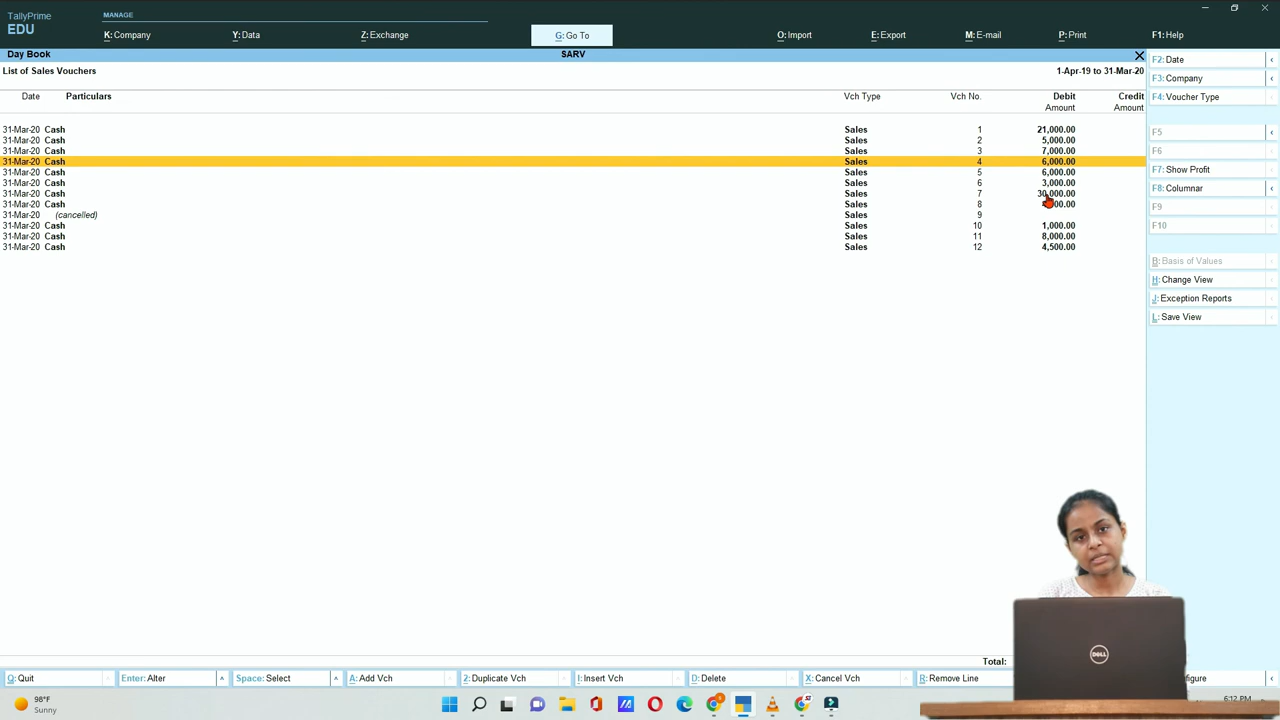 TallyPrime
EDU
MANAGE
K: Company
Y: Data
Z: Exchange
G: Go To
O: Import
E: Export
M: E-mail
P: Print
F1: Help
Day Book
SARV
List of Sales Vouchers
1-Apr-19 to 31-Mar-20
Date Particulars Vch Type Vch No. Debit Credit
Amount Amount
31-Mar-20 Cash Sales 1 21,000.00
31-Mar-20 Cash Sales 2 5,000.00
31-Mar-20 Cash Sales 3 7,000.00
31-Mar-20 Cash Sales 4 6,000.00
31-Mar-20 Cash Sales 5 6,000.00
31-Mar-20 Cash Sales 6 3,000.00
31-Mar-20 Cash Sales 7 30,000.00
31-Mar-20 Cash Sales 8
31-Mar-20 (cancelled) Sales 9
31-Mar-20 Cash Sales 10 1,000.00
31-Mar-20 Cash Sales 11 8,000.00
31-Mar-20 Cash Sales 12 4,500.00
Total:
F2: Date
F3: Company
F4: Voucher Type
F5
F6
F7: Show Profit
F8: Columnar
F9
F10
B: Basis of Values
H: Change View
J: Exception Reports
L: Save View
Q: Quit
Enter: Alter
Space: Select
A: Add Vch
2: Duplicate Vch
I: Insert Vch
D: Delete
X: Cancel Vch
R: Remove Line
DELL
98°F
Sunny
6:12 PM